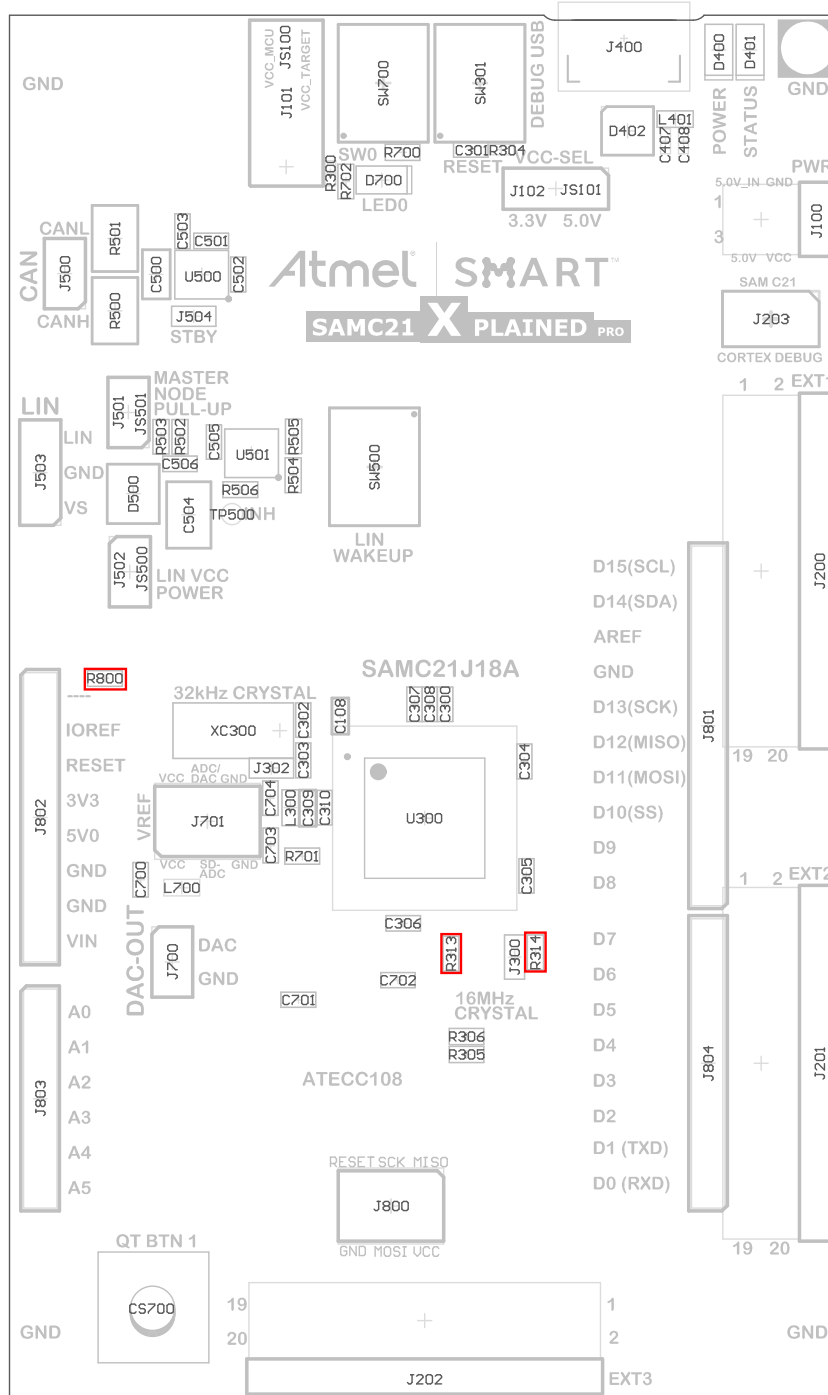 GND
VCC_MCU
J101 JS100
VCC_TARGET
SW700
SW301
DEBUG USB
J400
D400
D401
GND
POWER
STATUS
D402
L401
C407
C408
SW0
R700
C301 R304
RESET
VCC-SEL
R300
R702
D700
LED0
J102
JS101
3.3V 5.0V
PWR
5.0V_IN GND
1
3
J100
5.0V VCC
CAN
CANL
J500
CANH
R501
R500
C500
C503
C501
U500
C502
J504
STBY
Atmel SMART™
SAMC21 X PLAINED PRO
SAM C21
J203
CORTEX DEBUG
1 2 EXT1
LIN
J503
LIN
GND
VS
J501
JS501
MASTER
NODE
PULL-UP
R503
R502
C506
C505
U501
R505
R504
R506
D500
C504
TP500
INH
SW500
LIN
WAKEUP
J502
JS500
LIN VCC
POWER
J200
19 20
D15(SCL)
D14(SDA)
AREF
GND
D13(SCK)
D12(MISO)
D11(MOSI)
D10(SS)
D9
D8
J801
R800
----
IOREF
RESET
3V3
5V0
GND
GND
VIN
J802
32kHz CRYSTAL
XC300
C302
C303
J302
C108
SAMC21J18A
C307
C308
C300
C304
U300
C305
ADC/
VCC DAC GND
VREF
J701
VCC SD- GND
ADC
C704
C703
L300
C309
C310
R701
C700
L700
DAC-OUT
J700
DAC
GND
C306
R313
J300
R314
C702
C701
16MHz
CRYSTAL
R306
R305
ATECC108
1 2 EXT2
J201
19 20
D7
D6
D5
D4
D3
D2
D1 (TXD)
D0 (RXD)
J804
A0
A1
A2
A3
A4
A5
J803
RESET SCK MISO
J800
GND MOSI VCC
QT BTN 1
CS700
19
20
1
2
GND
J202
EXT3
GND